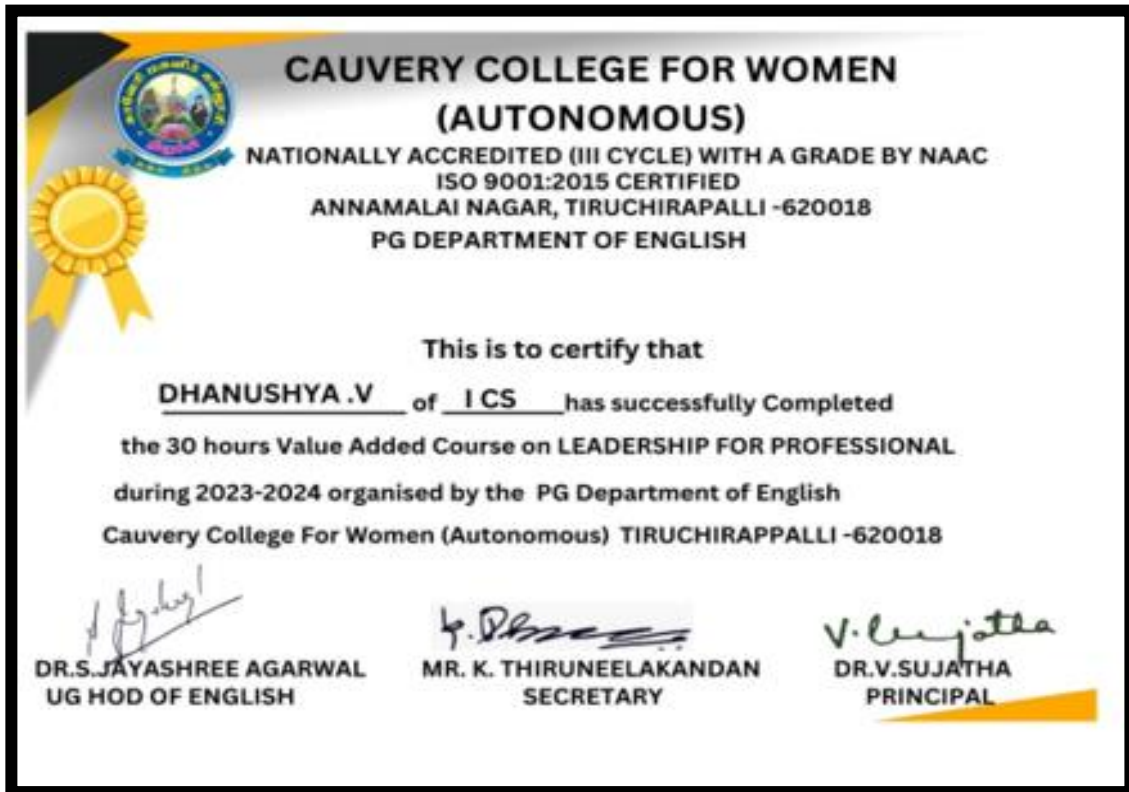 CAUVERY COLLEGE FOR WOMEN
(AUTONOMOUS)
NATIONALLY ACCREDITED (III CYCLE) WITH A GRADE BY NAAC
ISO 9001:2015 CERTIFIED
ANNAMALAI NAGAR, TIRUCHIRAPALLI -620018
PG DEPARTMENT OF ENGLISH
This is to certify that
DHANUSHYA .V of I CS has successfully Completed
the 30 hours Value Added Course on LEADERSHIP FOR PROFESSIONAL
during 2023-2024 organised by the PG Department of English
Cauvery College For Women (Autonomous) TIRUCHIRAPPALLI -620018
V. Sujatha
DR.S.JAYASHREE AGARWAL MR. K. THIRUNEELAKANDAN DR.V.SUJATHA
UG HOD OF ENGLISH SECRETARY PRINCIPAL